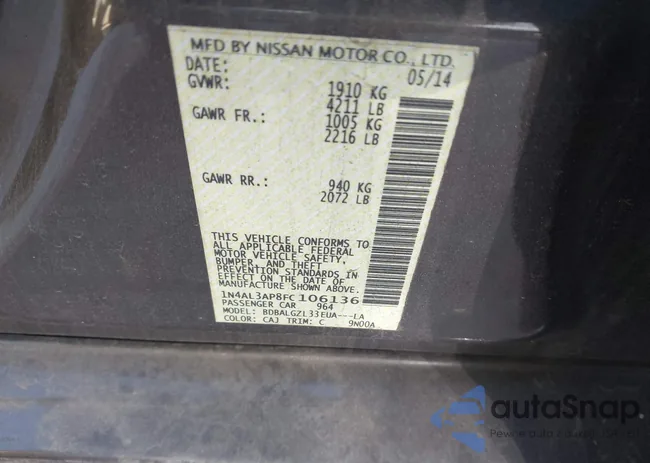 MFD BY NISSAN MOTOR CO., LTD.
DATE: 05/14
GVWR: 1910 KG
4211 LB
GAWR FR.: 1005 KG
2216 LB
GAWR RR.: 940 KG
2072 LB
THIS VEHICLE CONFORMS TO
ALL APPLICABLE FEDERAL
MOTOR VEHICLE SAFETY,
BUMPER, AND THEFT
PREVENTION STANDARDS
IN EFFECT ON THE DATE OF
MANUFACTURE SHOWN ABOVE.
1N4AL3AP8FC106136
PASSENGER CAR 964
MODEL: BDBALGZL33EUA---LA
COLOR: CAJ TRIM: C 9N00A
autoSnap